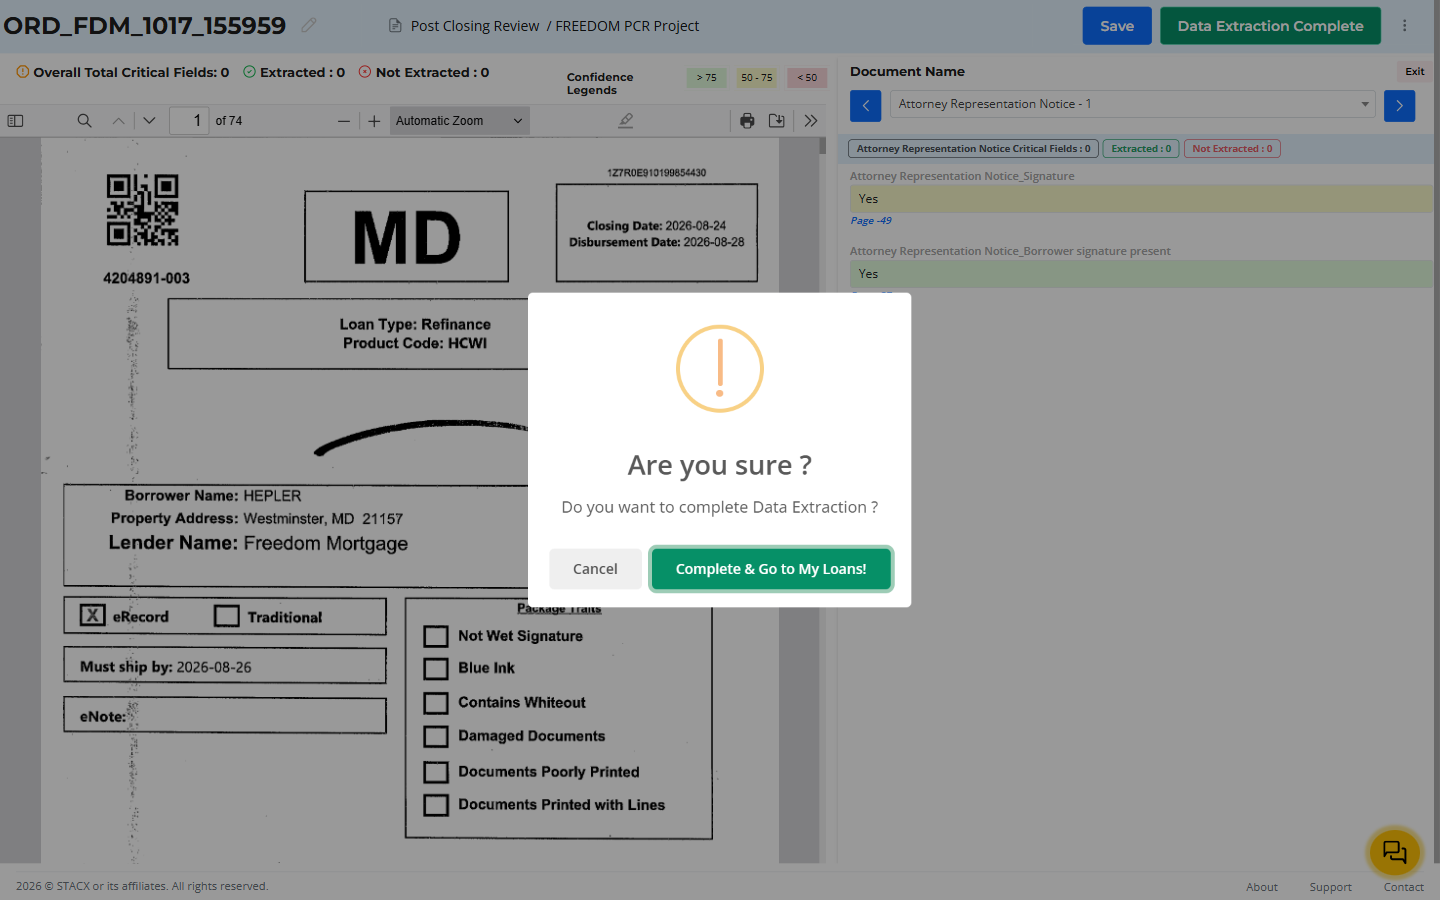 ORD_FDM_1017_155959
Post Closing Review / FREEDOM PCR Project
Save
Data Extraction Complete
Overall Total Critical Fields: 0
Extracted : 0
Not Extracted : 0
Confidence Legends
> 75
50 - 75
< 50
Document Name
Exit
Attorney Representation Notice - 1
1 of 74
Automatic Zoom
Attorney Representation Notice Critical Fields : 0
Extracted : 0
Not Extracted : 0
Attorney Representation Notice_Signature
Yes
Page -49
Attorney Representation Notice_Borrower signature present
Yes
1Z7R0E910199854430
MD
Closing Date: 2026-08-24
Disbursement Date: 2026-08-28
4204891-003
Loan Type: Refinance
Product Code: HCWI
Borrower Name: HEPLER
Property Address: Westminster, MD 21157
Lender Name: Freedom Mortgage
X eRecord
Traditional
Must ship by: 2026-08-26
eNote:
Package Traits
Not Wet Signature
Blue Ink
Contains Whiteout
Damaged Documents
Documents Poorly Printed
Documents Printed with Lines
Are you sure ?
Do you want to complete Data Extraction ?
Cancel
Complete & Go to My Loans!
2026 © STACX or its affiliates. All rights reserved.
About
Support
Contact